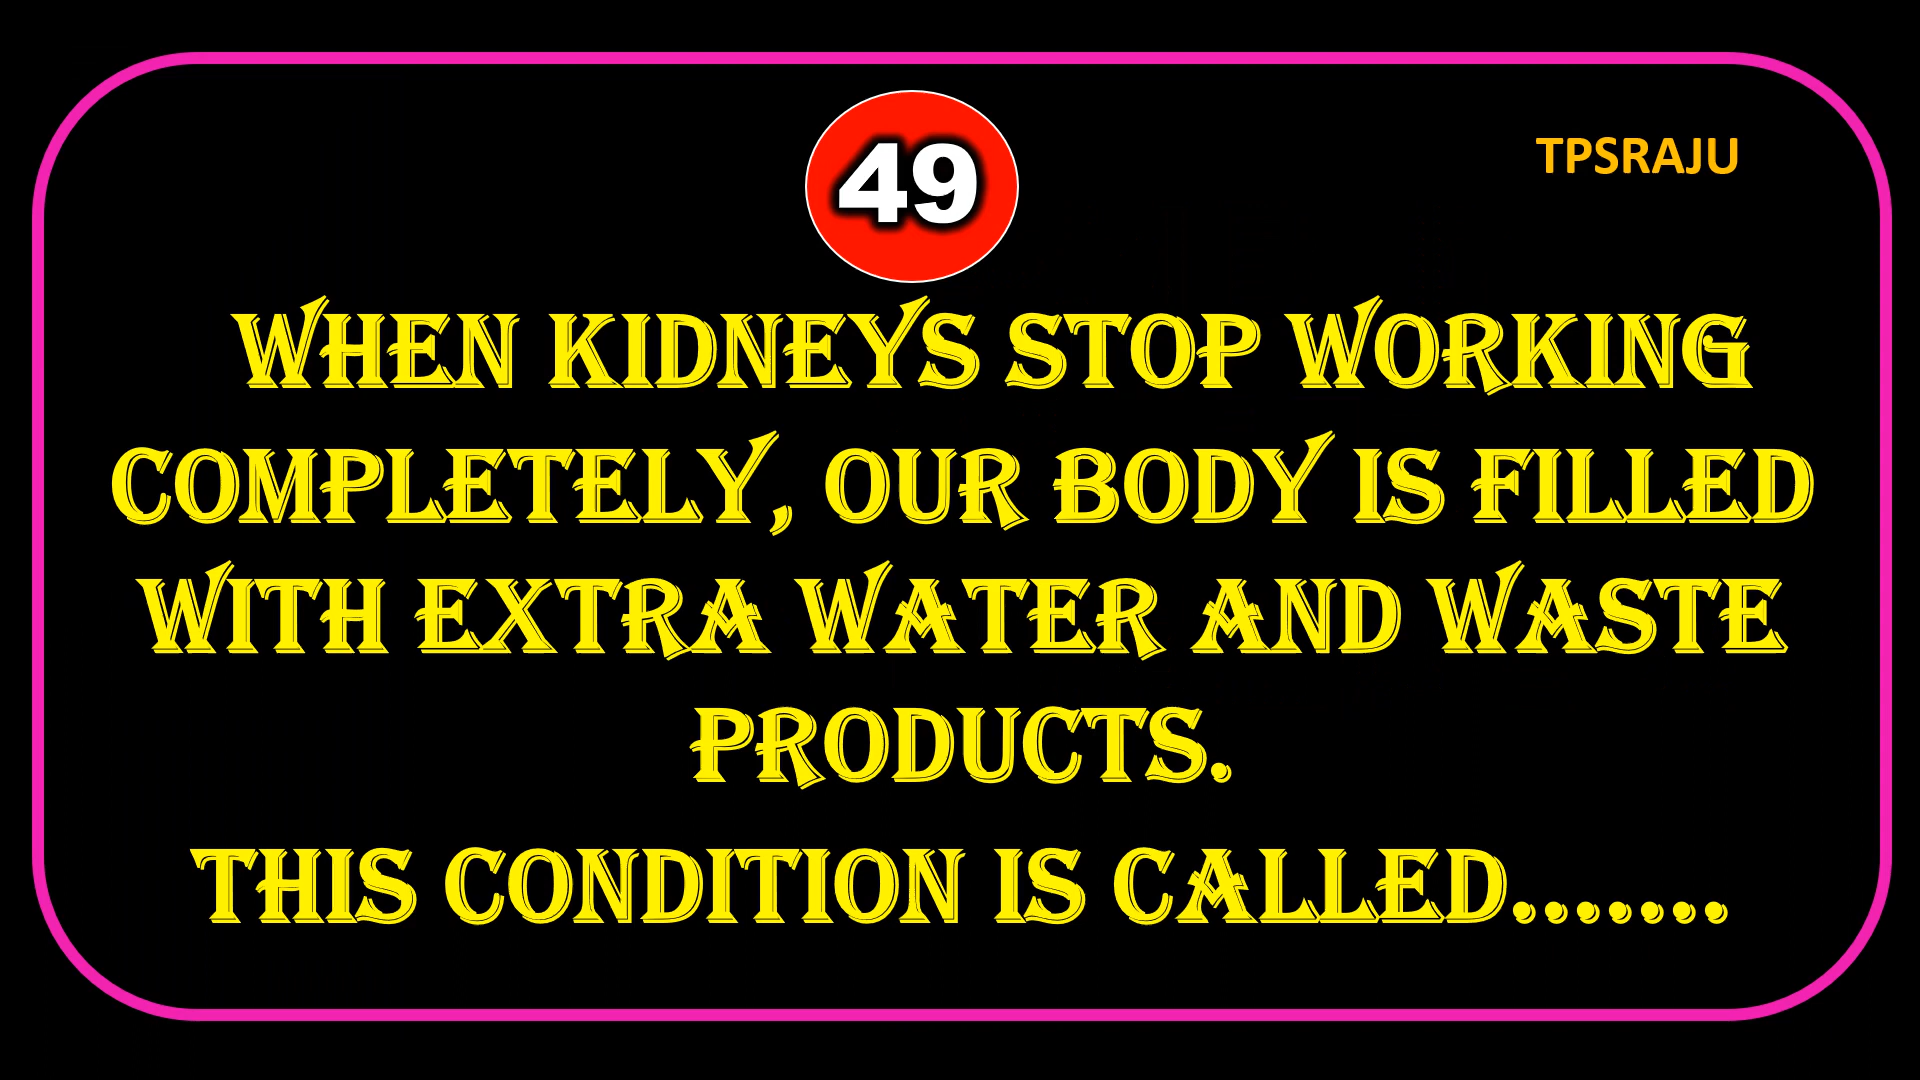 49
TPSRAJU
WHEN KIDNEYS STOP WORKING
COMPLETELY, OUR BODY IS FILLED
WITH EXTRA WATER AND WASTE
PRODUCTS.
THIS CONDITION IS CALLED.......